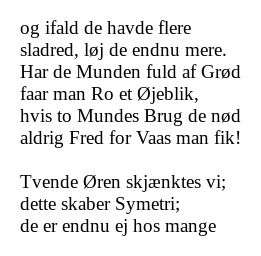 og ifald de havde flere
sladred, løj de endnu mere.
Har de Munden fuld af Grød
faar man Ro et Øjeblik,
hvis to Mundes Brug de nød
aldrig Fred for Vaas man fik!

Tvende Øren skjænktes vi;
dette skaber Symetri;
de er endnu ej hos mange